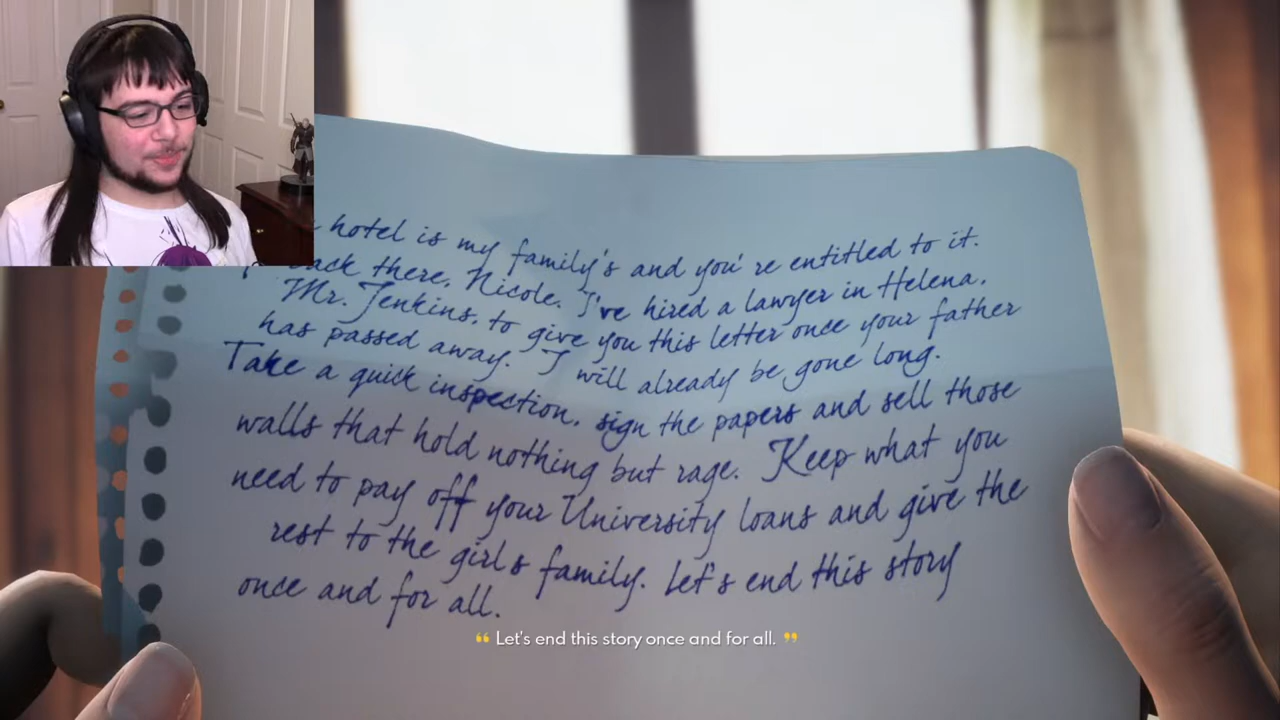 hotel is my family's and you're entitled to it.
back there, Nicole. I've hired a lawyer in Helena,
Mr. Jenkins, to give you this letter once your father
has passed away. I will already be gone long.
Take a quick inspection, sign the papers and sell those
walls that hold nothing but rage. Keep what you
need to pay off your University loans and give the
rest to the girls family. Let's end this story
once and for all.
“ Let's end this story once and for all. ”